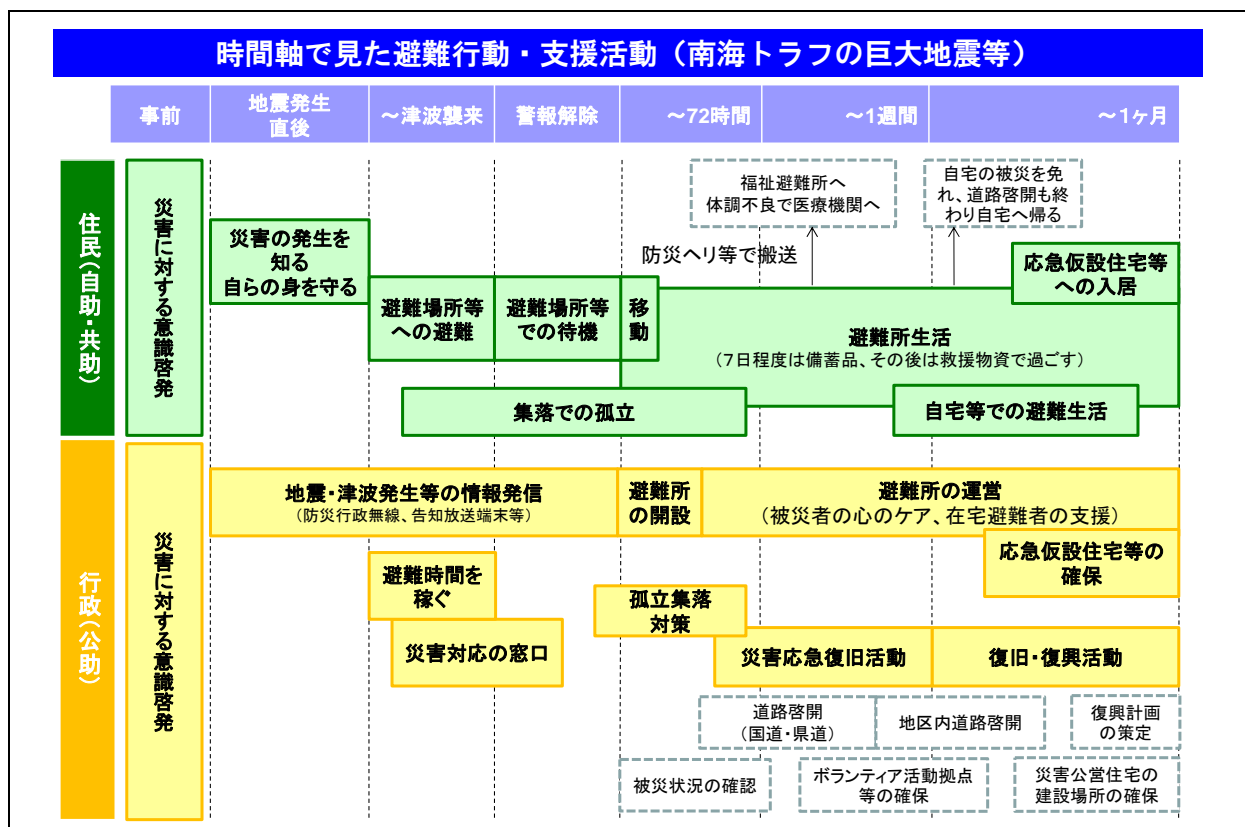 時間軸で見た避難行動・支援活動（南海トラフの巨大地震等）
事前
地震発生
直後
～津波襲来
警報解除
～72時間
～1週間
～1ヶ月
住民（自助・共助）
災害に対する意識啓発
災害の発生を
知る
自らの身を守る
避難場所等
への避難
避難場所等
での待機
移
動
防災ヘリ等で搬送
福祉避難所へ
体調不良で医療機関へ
自宅の被災を免
れ、道路啓開も終
わり自宅へ帰る
応急仮設住宅等
への入居
避難所生活
（７日程度は備蓄品、その後は救援物資で過ごす）
集落での孤立
自宅等での避難生活
行政（公助）
災害に対する意識啓発
地震・津波発生等の情報発信
（防災行政無線、告知放送端末等）
避難所
の開設
避難所の運営
（被災者の心のケア、在宅避難者の支援）
応急仮設住宅等の
確保
避難時間を
稼ぐ
災害対応の窓口
孤立集落
対策
災害応急復旧活動
復旧・復興活動
道路啓開
（国道・県道）
地区内道路啓開
復興計画
の策定
被災状況の確認
ボランティア活動拠点
等の確保
災害公営住宅の
建設場所の確保